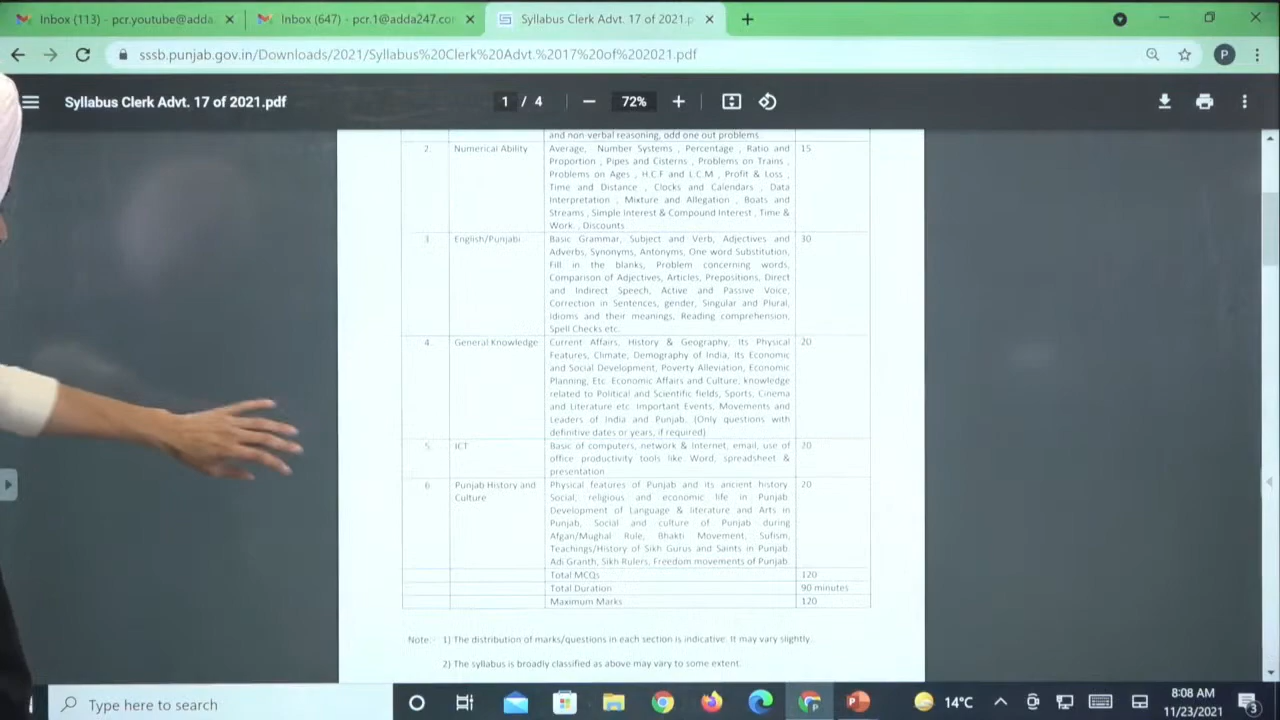 Inbox (113) - pcr.youtube@adda
Inbox (647) - pcr.1@adda247.co
Syllabus Clerk Advt. 17 of 2021.p
sssb.punjab.gov.in/Downloads/2021/Syllabus%20Clerk%20Advt.%2017%20of%202021.pdf
P
Syllabus Clerk Advt. 17 of 2021.pdf
1 / 4
72%
and non-verbal reasoning, odd one out problems
2. Numerical Ability Average, Number Systems , Percentage , Ratio and 15
Proportion , Pipes and Cisterns , Problems on Trains ,
Problems on Ages , H.C.F and L.C.M , Profit & Loss ,
Time and Distance , Clocks and Calendars , Data
Interpretation , Mixture and Allegation , Boats and
Streams , Simple Interest & Compound Interest , Time &
Work , Discounts
3 English/Punjabi Basic Grammar, Subject and Verb, Adjectives and 30
Adverbs, Synonyms, Antonyms, One word Substitution,
Fill in the blanks, Problem concerning words,
Comparison of Adjectives, Articles, Prepositions, Direct
and Indirect Speech, Active and Passive Voice,
Correction in Sentences, gender, Singular and Plural,
Idioms and their meanings, Reading comprehension,
Spell Checks etc.
4. General Knowledge Current Affairs, History & Geography, Its Physical 20
Features, Climate, Demography of India, Its Economic
and Social Development, Poverty Alleviation, Economic
Planning, Etc Economic Affairs and Culture, knowledge
related to Political and Scientific fields, Sports, Cinema
and Literature etc. Important Events, Movements and
Leaders of India and Punjab. (Only questions with
definitive dates or years, if required)
5. ICT Basic of computers, network & Internet, email, use of 20
office productivity tools like Word, spreadsheet &
presentation
6 Punjab History and Physical features of Punjab and its ancient history. 20
Culture Social, religious and economic life in Punjab
Development of Language & literature and Arts in
Punjab, Social and culture of Punjab during
Afgan/Mughal Rule, Bhakti Movement, Sufism,
Teachings/History of Sikh Gurus and Saints in Punjab.
Adi Granth, Sikh Rulers, Freedom movements of Punjab.
Total MCQs 120
Total Duration 90 minutes
Maximum Marks 120
Note:- 1) The distribution of marks/questions in each section is indicative. It may vary slightly.
2) The syllabus is broadly classified as above may vary to some extent.
Type here to search
14°C
8:08 AM
11/23/2021
3